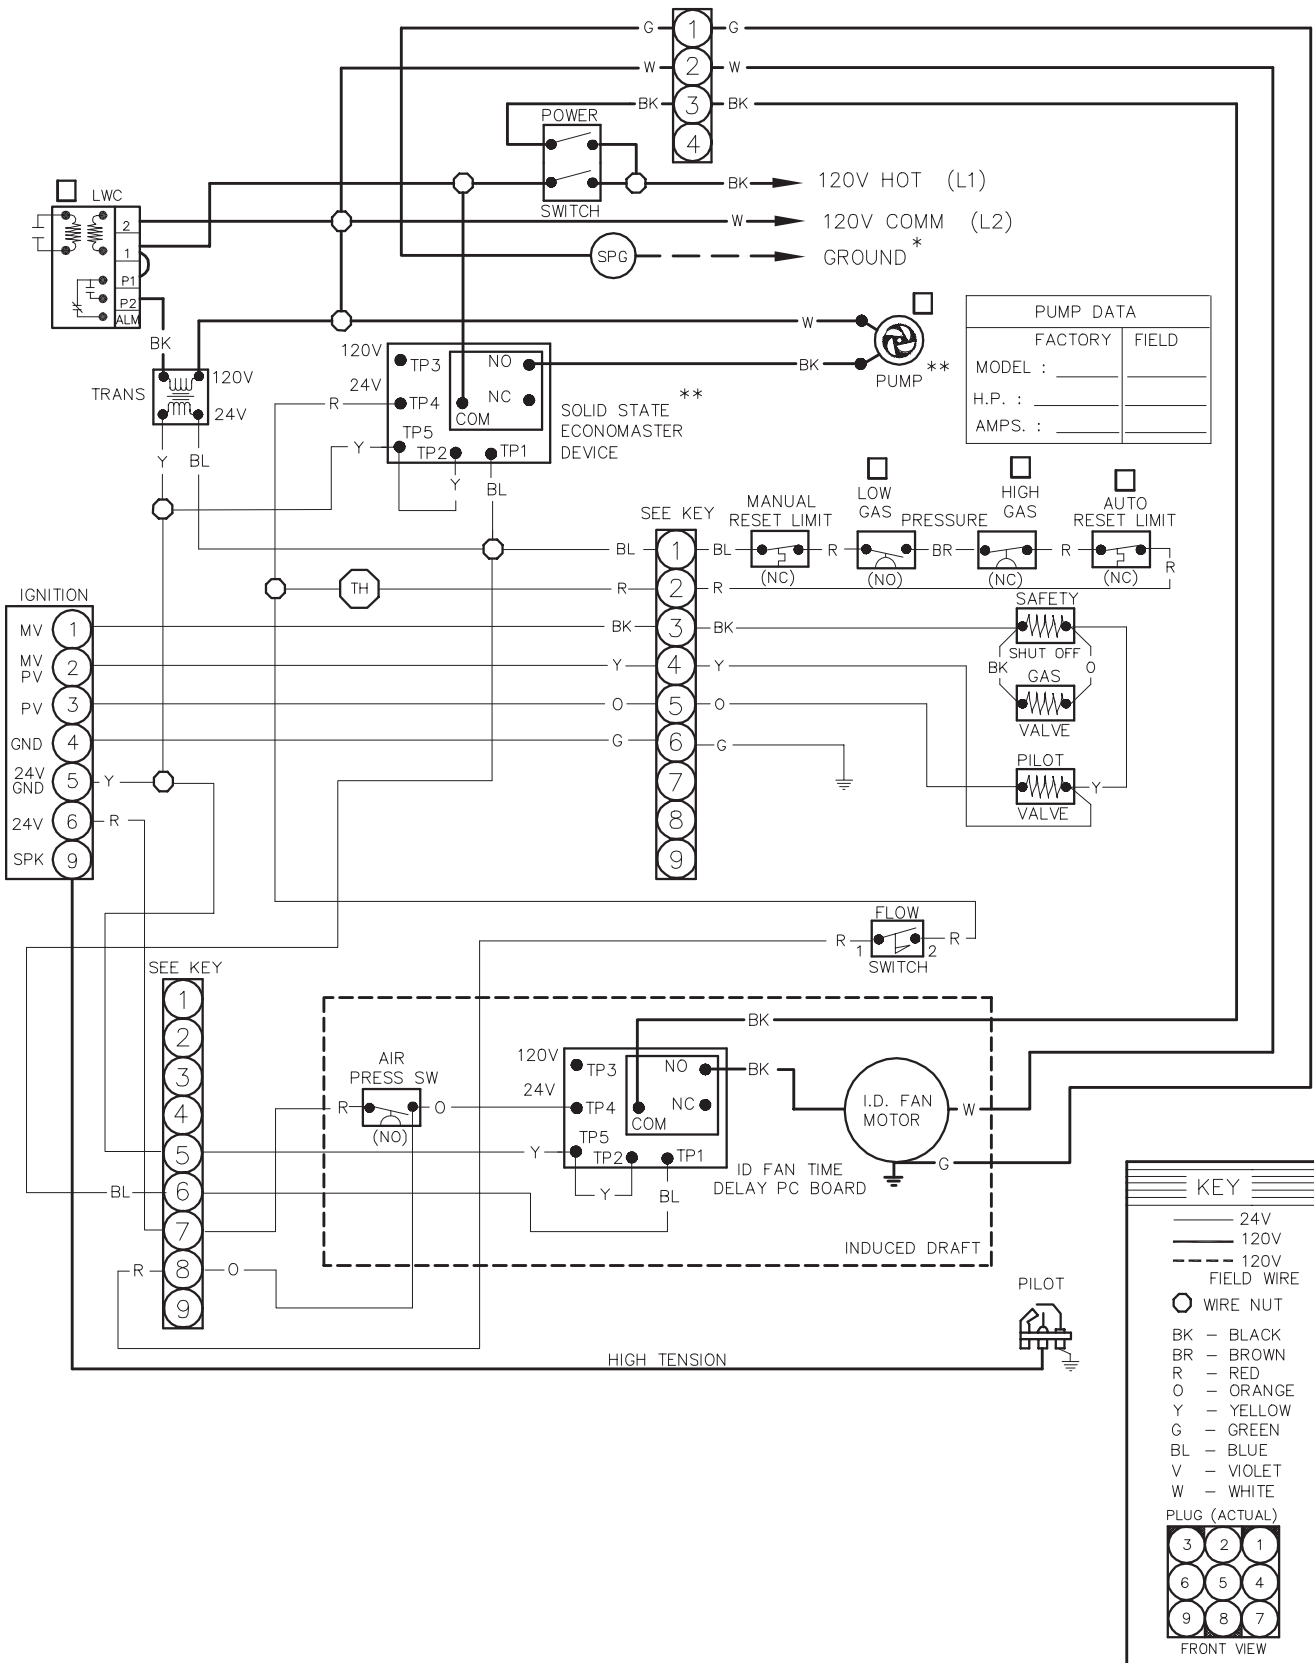 G 1 G
W 2 W
BK 3 BK
4
POWER
SWITCH
BK 120V HOT (L1)
W 120V COMM (L2)
SPG GROUND *
LWC
2
1
P1
P2
ALM
BK
TRANS
120V
24V
Y BL
120V TP3 NO
24V
R TP4 NC
COM
Y TP5
TP2 TP1
Y BL
SOLID STATE **
ECONOMASTER
DEVICE
W
BK
PUMP **
PUMP DATA
FACTORY FIELD
MODEL :
H.P. :
AMPS. :
SEE KEY
MANUAL
RESET LIMIT
(NC)
LOW
GAS
(NO)
PRESSURE
HIGH
GAS
(NC)
AUTO
RESET LIMIT
(NC)
BL 1 BL R BR R R
TH R 2 R
BK 3 BK
Y 4 Y
O 5 O
G 6 G
7
8
9
SAFETY
SHUT OFF
BK O
GAS
VALVE
PILOT
Y
VALVE
IGNITION
MV 1
MV
PV 2
PV 3
GND 4
24V
GND 5 Y
24V 6 R
SPK 9
FLOW
R 1 2 R
SWITCH
SEE KEY
1
2
3
4
5
BL 6
7
R 8 O
9
BK
AIR
PRESS SW
R O
(NO)
120V TP3 NO BK
24V
TP4 NC
COM
Y TP5
TP2 TP1
Y BL
ID FAN TIME
DELAY PC BOARD
I.D. FAN
MOTOR
W
G
INDUCED DRAFT
PILOT
HIGH TENSION
KEY
24V
120V
120V
FIELD WIRE
WIRE NUT
BK – BLACK
BR – BROWN
R – RED
O – ORANGE
Y – YELLOW
G – GREEN
BL – BLUE
V – VIOLET
W – WHITE
PLUG (ACTUAL)
3 2 1
6 5 4
9 8 7
FRONT VIEW